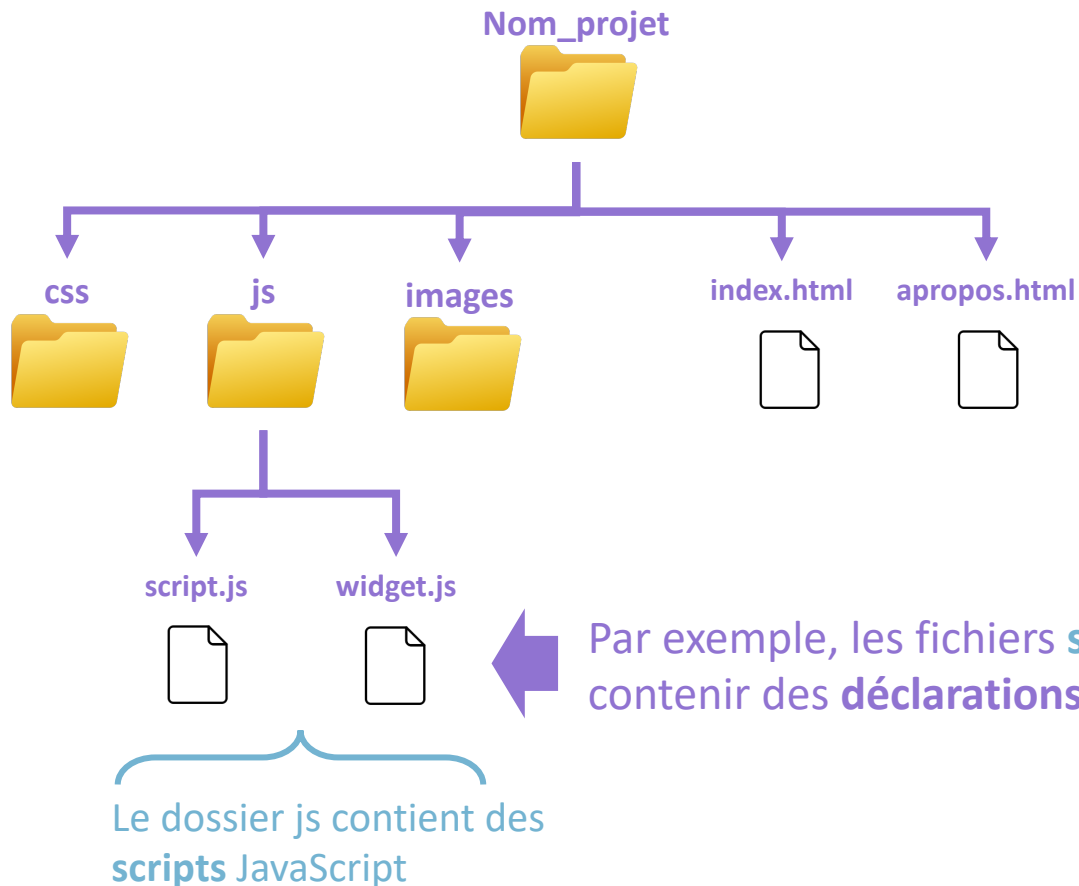 Nom_projet
css
js
images
index.html
apropos.html
script.js
widget.js
Par exemple, les fichiers
contenir des déclarations
Le dossier js contient des
scripts JavaScript